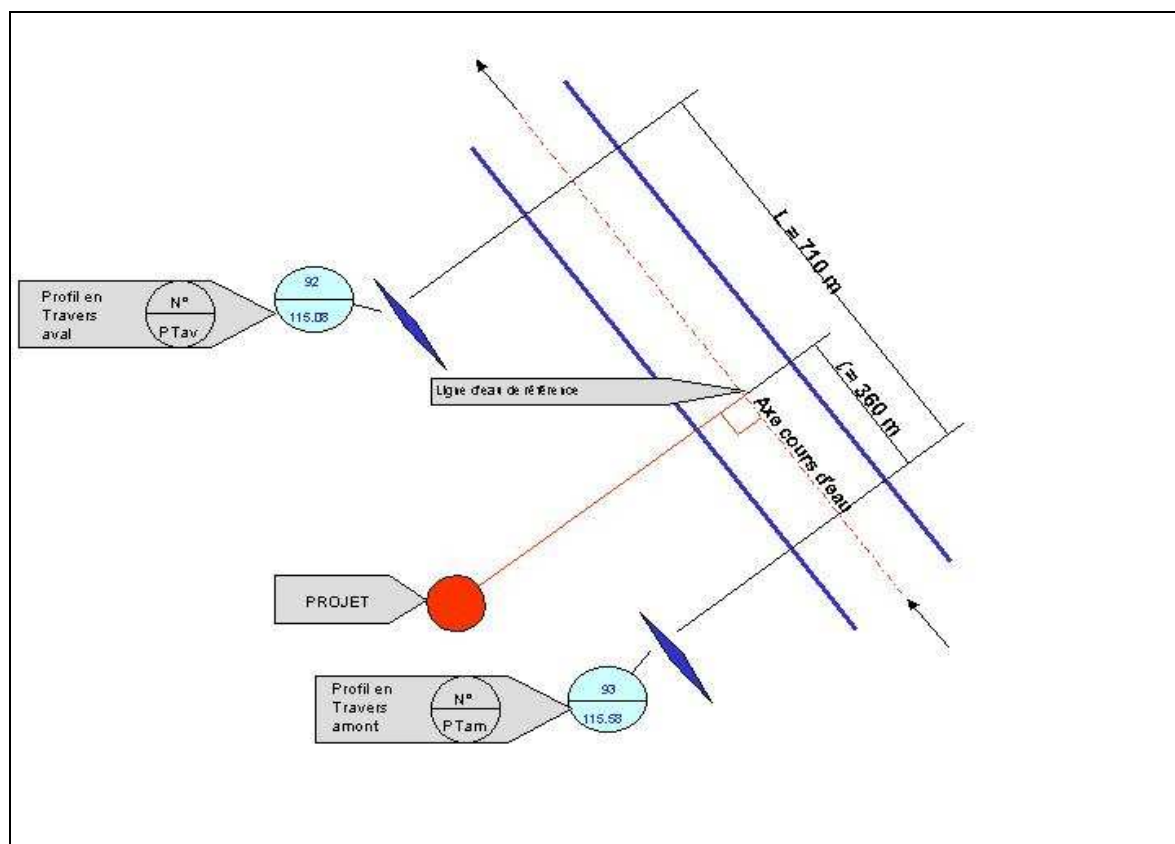 L = 710 m
92
115.08
Profil en
Travers
aval
N°
PTav
ℓ = 360 m
Ligne d'eau de référence
Axe cours d'eau
PROJET
93
115.58
Profil en
Travers
amont
N°
PTam